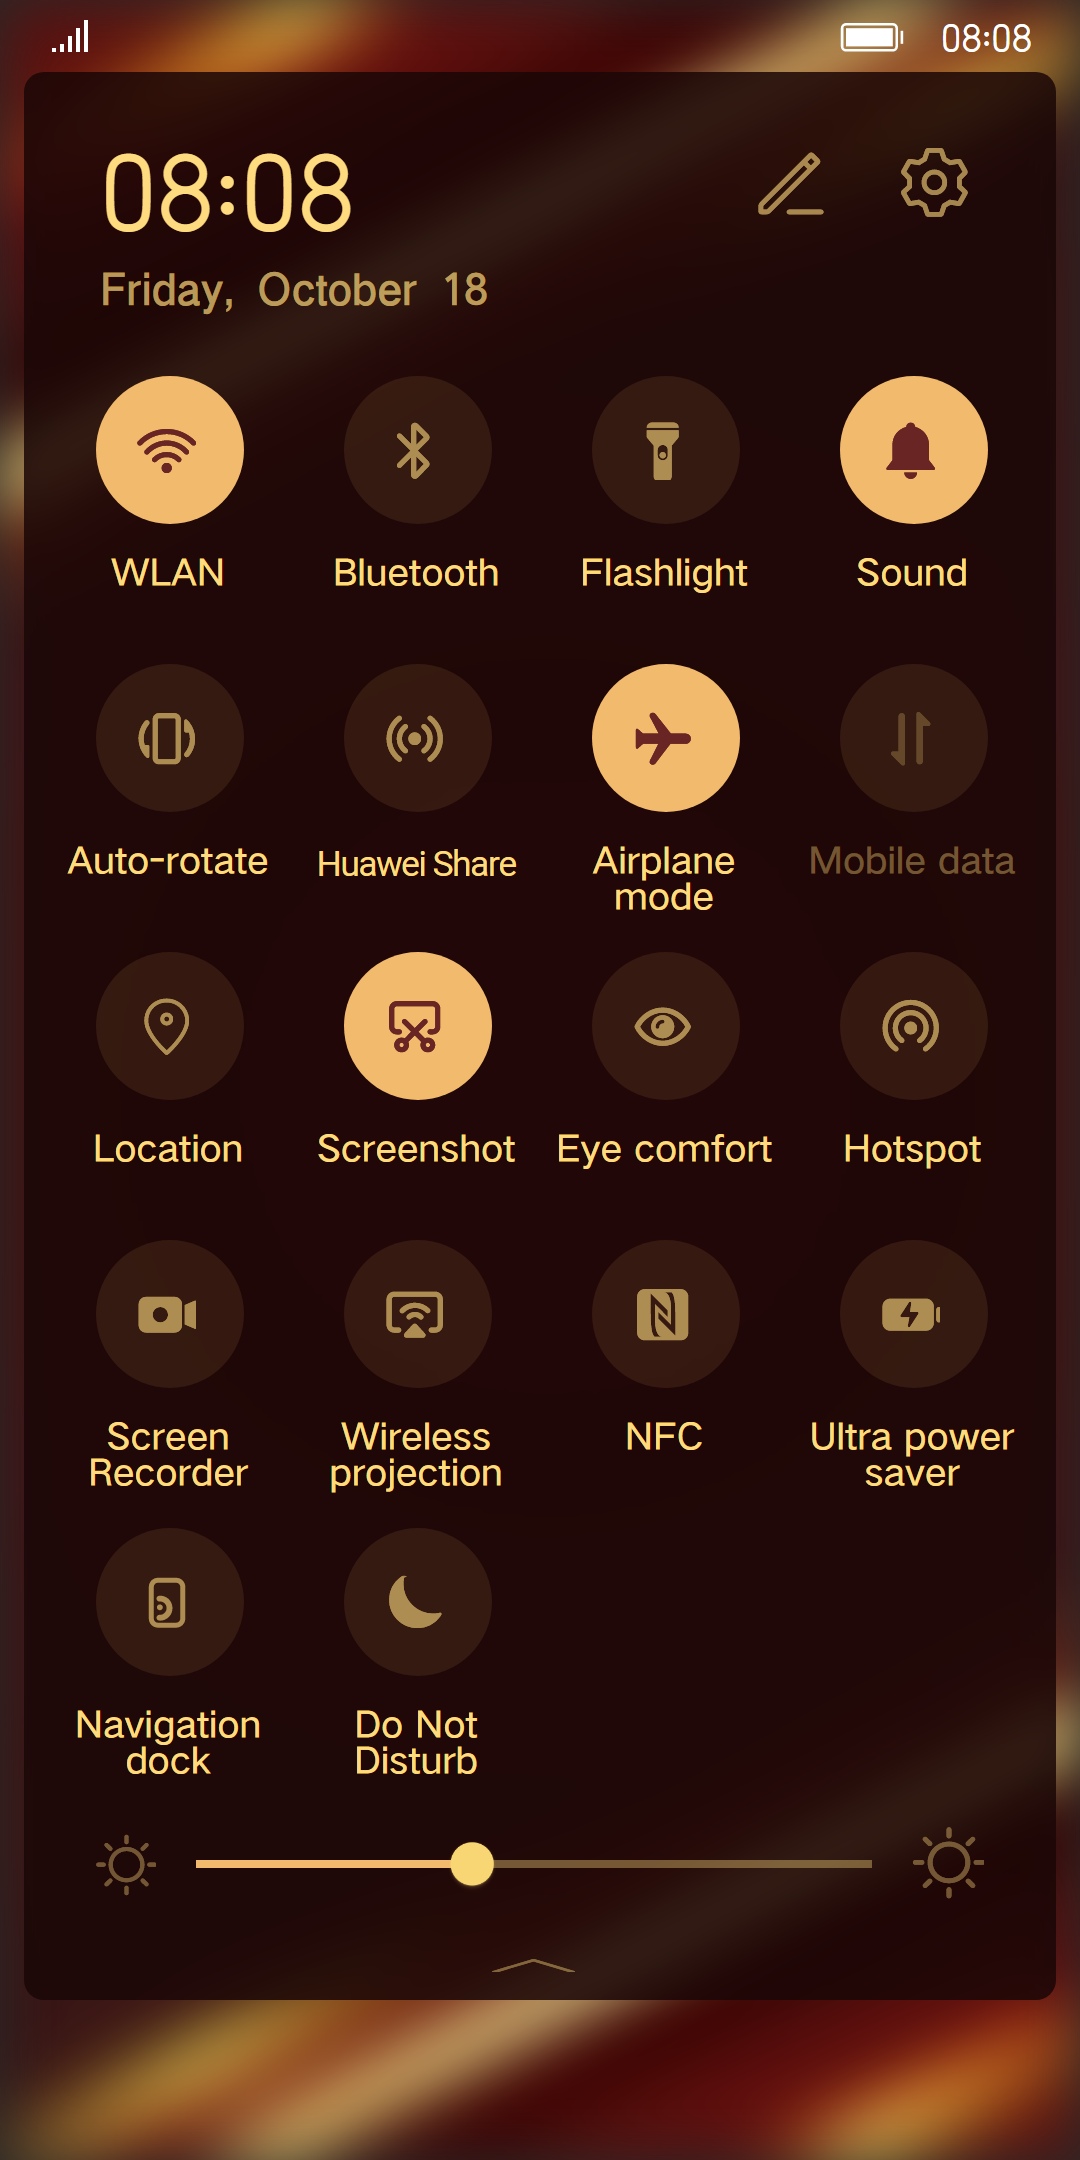 08:08
08:08
Friday, October 18
WLAN Bluetooth Flashlight Sound
Auto-rotate Huawei Share Airplane mode Mobile data
Location Screenshot Eye comfort Hotspot
Screen Recorder Wireless projection NFC Ultra power saver
Navigation dock Do Not Disturb